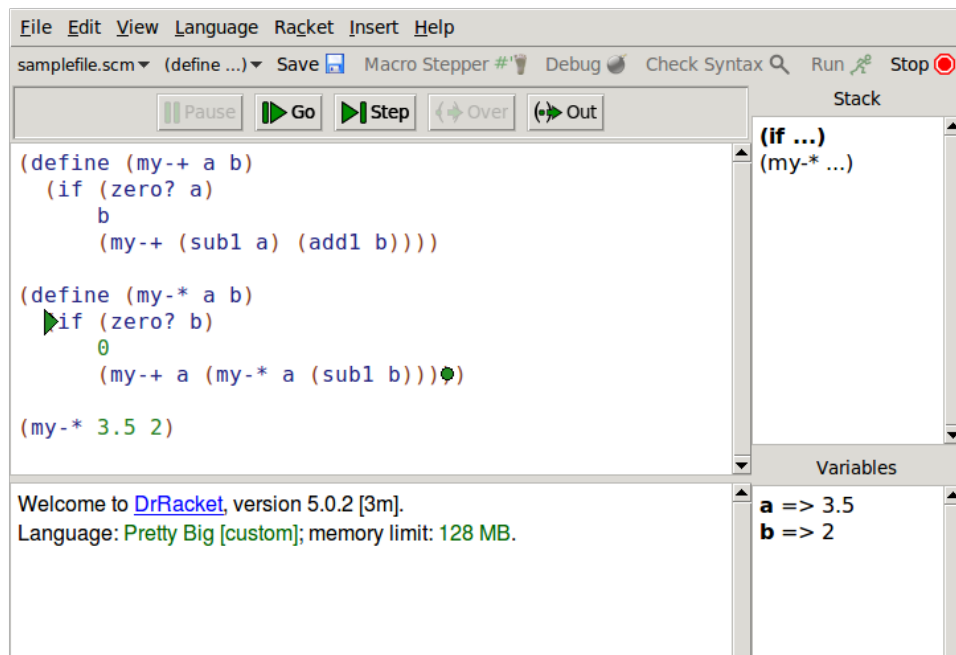 File Edit View Language Racket Insert Help
samplefile.scm (define ...) Save Macro Stepper #' Debug Check Syntax Run Stop
Pause Go Step Over Out
Stack
(if ...)
(my-* ...)
(define (my-+ a b)
  (if (zero? a)
      b
      (my-+ (sub1 a) (add1 b))))
(define (my-* a b)
  if (zero? b)
      0
      (my-+ a (my-* a (sub1 b)))))
(my-* 3.5 2)
Variables
a => 3.5
b => 2
Welcome to DrRacket, version 5.0.2 [3m].
Language: Pretty Big [custom]; memory limit: 128 MB.